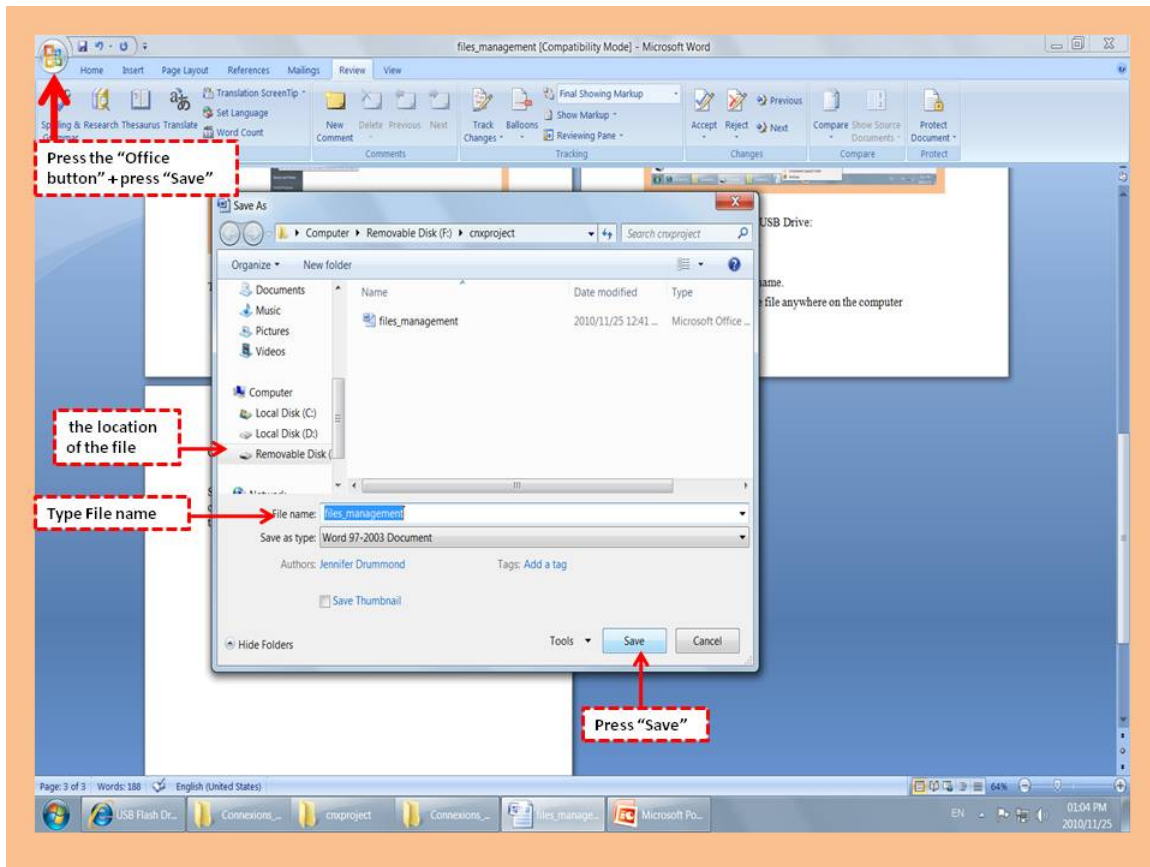 files_management [Compatibility Mode] - Microsoft Word
Home Insert Page Layout References Mailings Review View
Research Thesaurus Translate
Translation ScreenTip
Set Language
Word Count
New Comment
Delete Previous Next
Comments
Track Changes
Balloons
Final Showing Markup
Show Markup
Reviewing Pane
Tracking
Accept Reject
Previous
Next
Changes
Compare Show Source Documents
Compare
Protect Document
Protect
Press the “Office
button” + press “Save”
Save As
Computer Removable Disk (F:) cnxproject
Search cnxproject
USB Drive:
Organize New folder
name.
file anywhere on the computer
Documents
Music
Pictures
Videos
Computer
Local Disk (C:)
Local Disk (D:)
Removable Disk (
Name Date modified Type
files_management 2010/11/25 12:41 ... Microsoft Office ...
the location
of the file
Type File name
File name: files_management
Save as type: Word 97-2003 Document
Authors: Jennifer Drummond Tags: Add a tag
Save Thumbnail
Hide Folders Tools Save Cancel
Press “Save”
Page: 3 of 3 Words: 188 English (United States) 64%
USB Flash Dr... Connexions_... cnxproject Connexions_... files_manage... Microsoft Po... EN 01:04 PM
2010/11/25